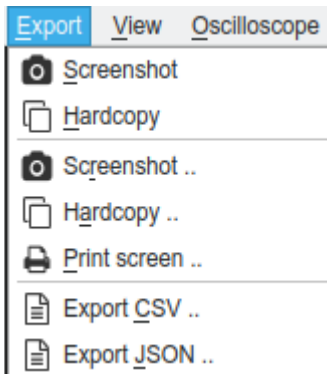 Export View Oscilloscope
Screenshot
Hardcopy
Screenshot ..
Hardcopy ..
Print screen ..
Export CSV ..
Export JSON ..